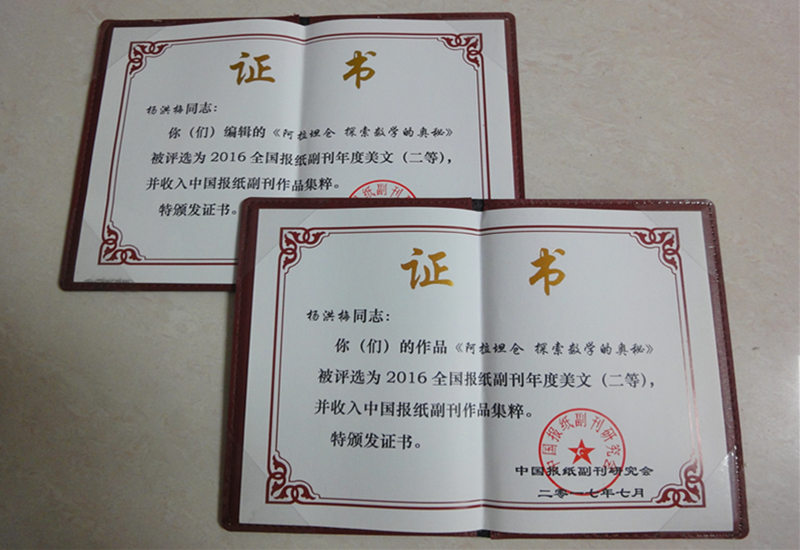 证 书
杨洪梅同志：
你（们）编辑的《阿拉坦仓 探索数学的奥秘》
被评选为2016全国报纸副刊年度美文（二等），
并收入中国报纸副刊作品集粹。
特颁发证书。
纸副刊
证 书
杨洪梅同志：
你（们）的作品《阿拉坦仓 探索数学的奥秘》
被评选为2016全国报纸副刊年度美文（二等），
并收入中国报纸副刊作品集粹。
特颁发证书。
中国报纸副刊研究会
中国报纸副刊研究会
二零一七年七月